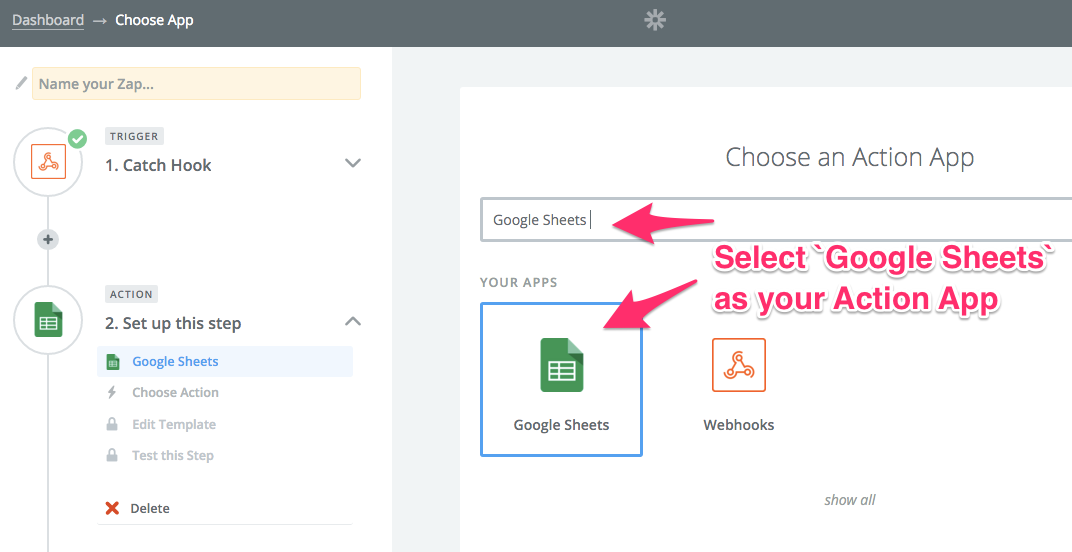 Dashboard → Choose App
Name your Zap...
TRIGGER
1. Catch Hook
ACTION
2. Set up this step
Google Sheets
Choose Action
Edit Template
Test this Step
Delete
Choose an Action App
Google Sheets
Select `Google Sheets`
as your Action App
YOUR APPS
Google Sheets
Webhooks
show all